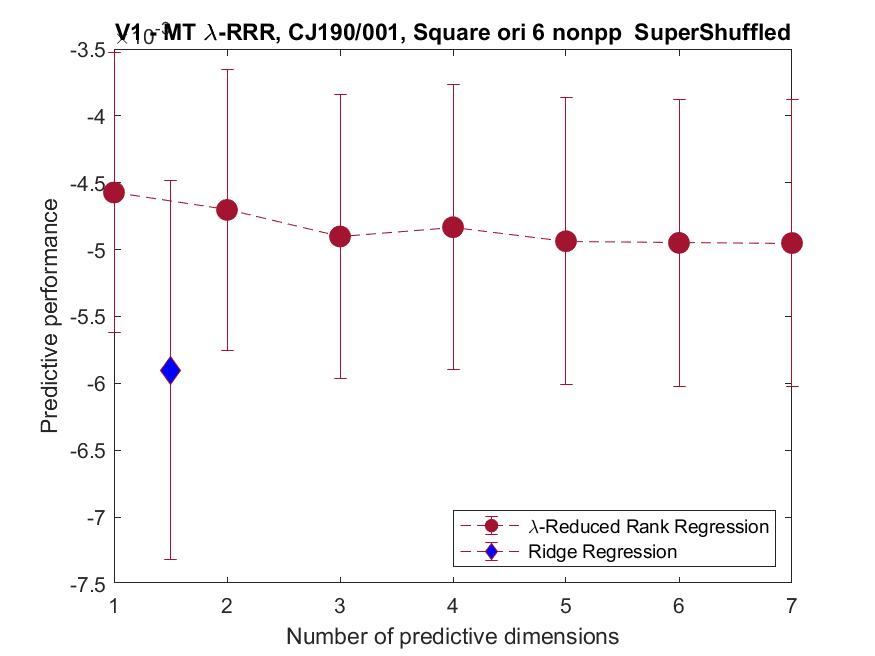 V1 - MT λ-RRR, CJ190/001, Square ori 6 nonpp SuperShuffled
×10⁻³
-3.5
-4
-4.5
-5
-5.5
-6
-6.5
-7
-7.5
Predictive performance
1 2 3 4 5 6 7
Number of predictive dimensions
λ-Reduced Rank Regression
Ridge Regression